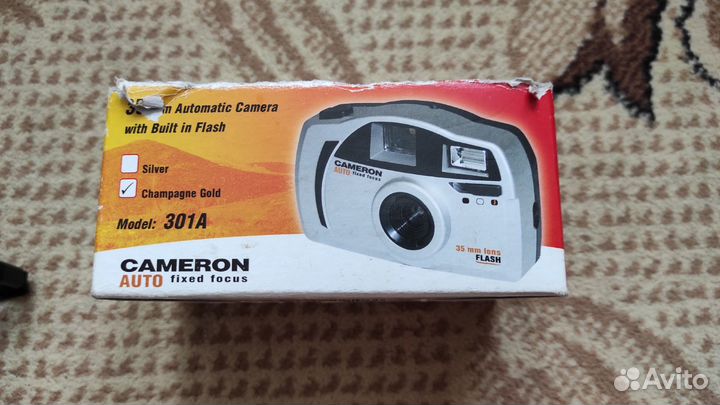 Automatic Camera
with Built in Flash
Silver
Champagne Gold
Model: 301A
CAMERON
AUTO fixed focus
CAMERON
AUTO fixed focus
35 mm lens
FLASH
Avito